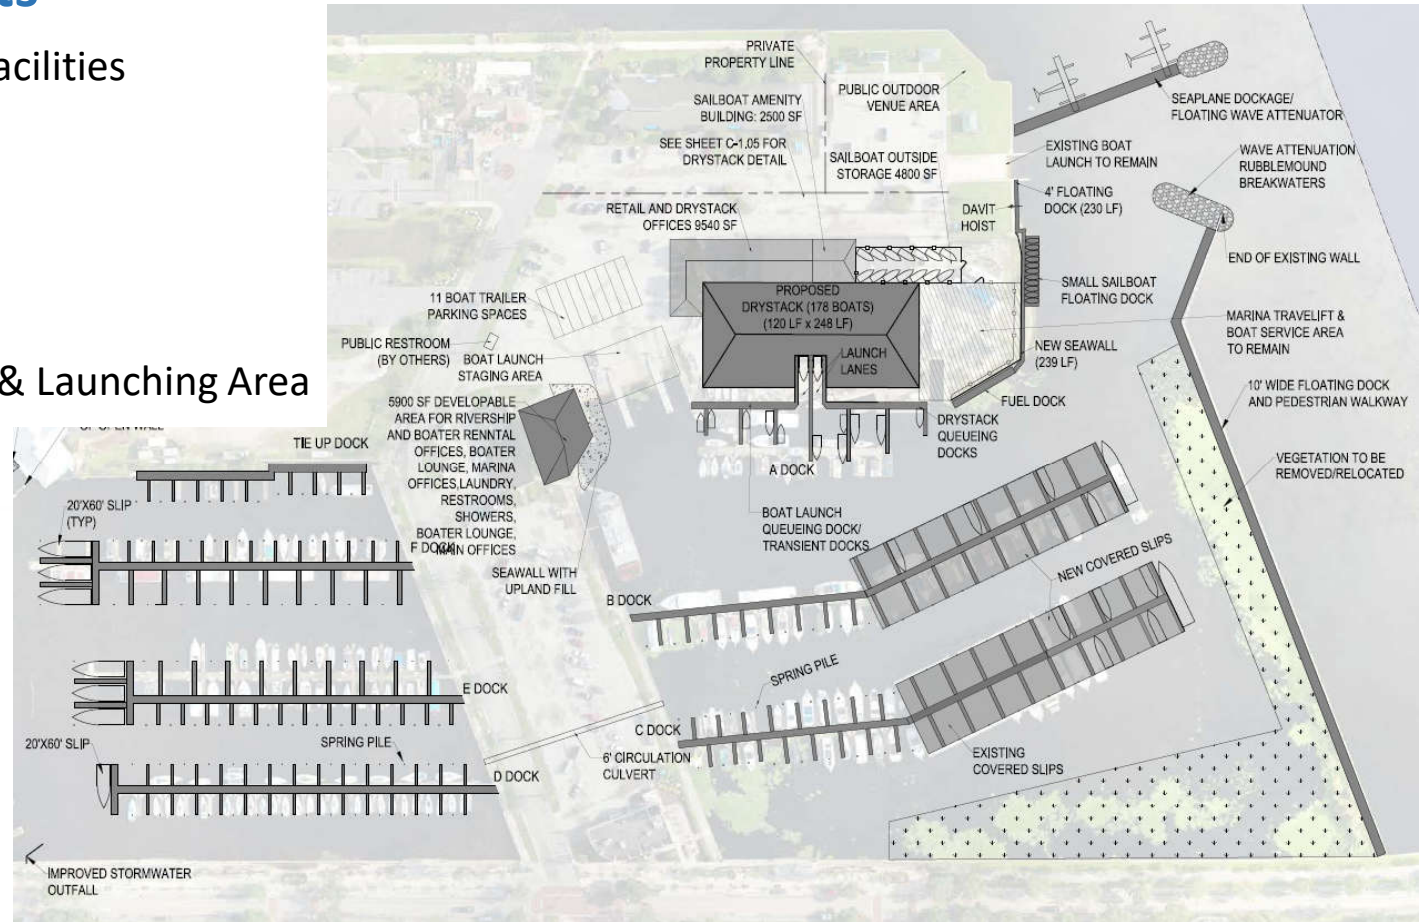 ts
acilities
& Launching Area
PRIVATE
PROPERTY LINE
PUBLIC OUTDOOR
VENUE AREA
SAILBOAT AMENITY
BUILDING: 2500 SF
SEE SHEET C-1.05 FOR
DRYSTACK DETAIL
SAILBOAT OUTSIDE
STORAGE 4800 SF
RETAIL AND DRYSTACK
OFFICES 9540 SF
SEAPLANE DOCKAGE/
FLOATING WAVE ATTENUATOR
EXISTING BOAT
LAUNCH TO REMAIN
WAVE ATTENUATION
RUBBLEMOUND
BREAKWATERS
4' FLOATING
DOCK (230 LF)
DAVIT
HOIST
END OF EXISTING WALL
SMALL SAILBOAT
FLOATING DOCK
MARINA TRAVELIFT &
BOAT SERVICE AREA
TO REMAIN
NEW SEAWALL
(239 LF)
FUEL DOCK
10' WIDE FLOATING DOCK
AND PEDESTRIAN WALKWAY
VEGETATION TO BE
REMOVED/RELOCATED
11 BOAT TRAILER
PARKING SPACES
PUBLIC RESTROOM
(BY OTHERS)
BOAT LAUNCH
STAGING AREA
PROPOSED
DRYSTACK (178 BOATS)
(120 LF x 248 LF)
LAUNCH
LANES
DRYSTACK
QUEUEING
DOCKS
A DOCK
BOAT LAUNCH
QUEUEING DOCK/
TRANSIENT DOCKS
5900 SF DEVELOPABLE
AREA FOR RIVERSHIP
AND BOATER RENNTAL
OFFICES, BOATER
LOUNGE, MARINA
OFFICES,LAUNDRY,
RESTROOMS,
SHOWERS,
BOATER LOUNGE,
MAIN OFFICES
SEAWALL WITH
UPLAND FILL
OF OPEN WALL
TIE UP DOCK
20'X60' SLIP
(TYP)
F DOCK
E DOCK
20'X60' SLIP
SPRING PILE
D DOCK
6' CIRCULATION
CULVERT
B DOCK
SPRING PILE
C DOCK
NEW COVERED SLIPS
EXISTING
COVERED SLIPS
IMPROVED STORMWATER
OUTFALL